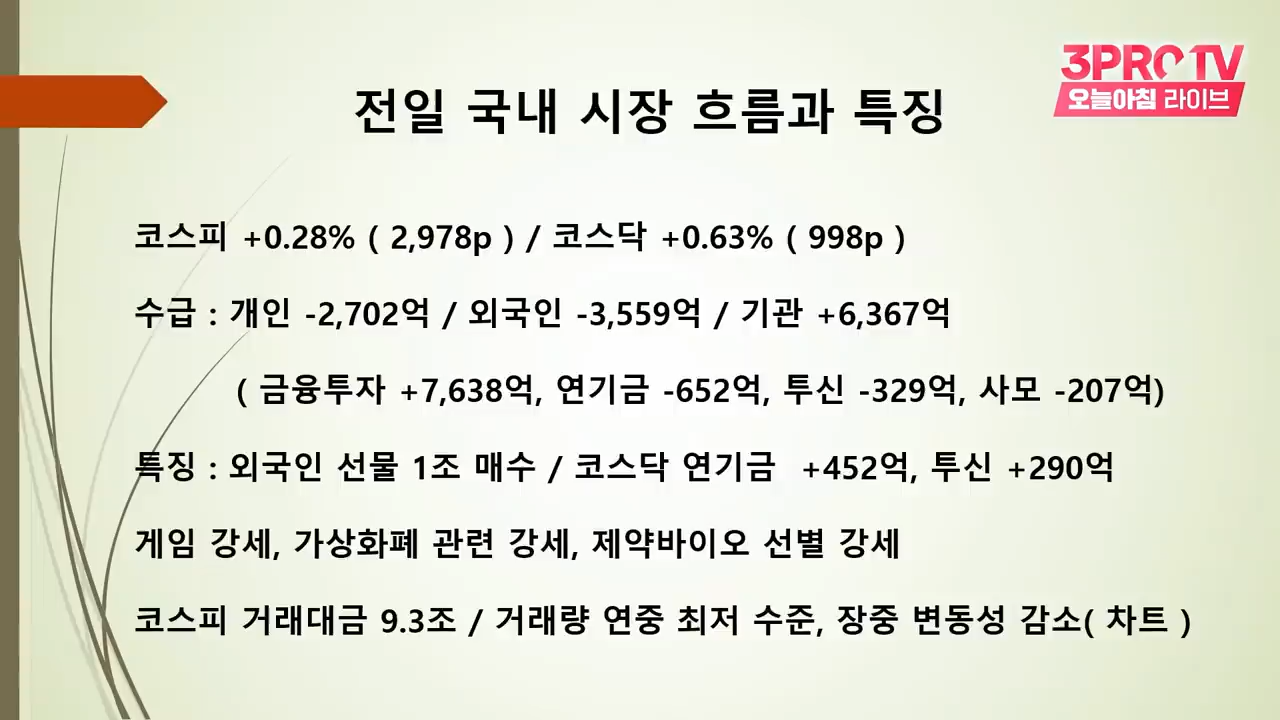 3PROTV
오늘아침 라이브
전일 국내 시장 흐름과 특징
코스피 +0.28% ( 2,978p ) / 코스닥 +0.63% ( 998p )
수급 : 개인 -2,702억 / 외국인 -3,559억 / 기관 +6,367억
( 금융투자 +7,638억, 연기금 -652억, 투신 -329억, 사모 -207억)
특징 : 외국인 선물 1조 매수 / 코스닥 연기금 +452억, 투신 +290억
게임 강세, 가상화폐 관련 강세, 제약바이오 선별 강세
코스피 거래대금 9.3조 / 거래량 연중 최저 수준, 장중 변동성 감소( 차트 )